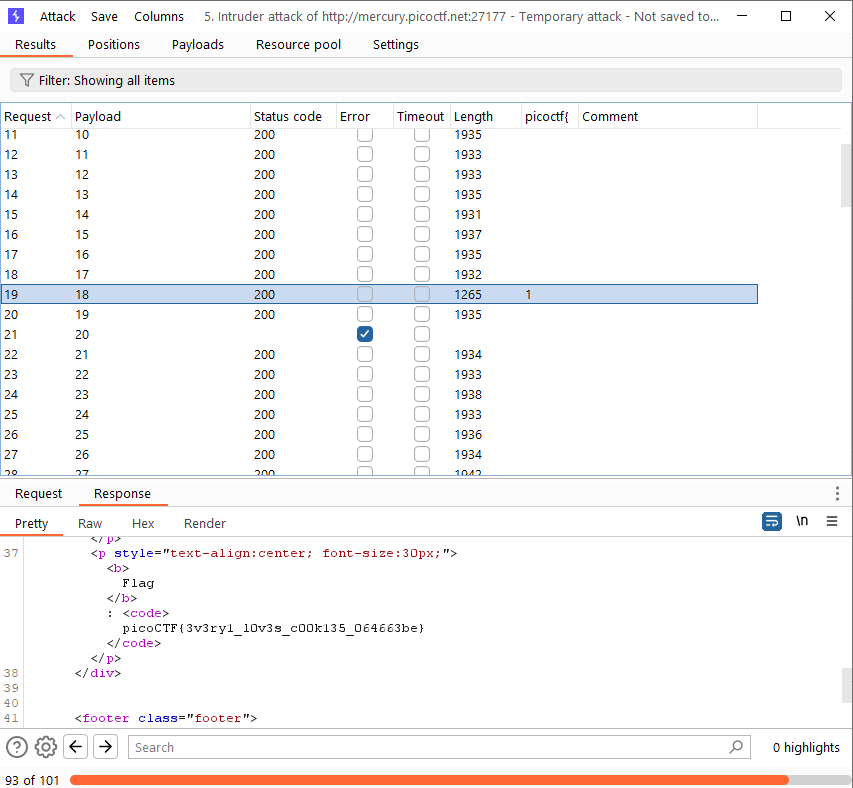 Attack Save Columns 5. Intruder attack of http://mercury.picoctf.net:27177 - Temporary attack - Not saved to...
Results Positions Payloads Resource pool Settings
Filter: Showing all items
Request Payload Status code Error Timeout Length picoctf{ Comment
11 10 200 1935
12 11 200 1933
13 12 200 1933
14 13 200 1935
15 14 200 1931
16 15 200 1937
17 16 200 1935
18 17 200 1932
19 18 200 1265 1
20 19 200 1935
21 20
22 21 200 1934
23 22 200 1933
24 23 200 1938
25 24 200 1933
26 25 200 1936
27 26 200 1934
28 27 200 1942
Request Response
Pretty Raw Hex Render \n
</p>
37 <p style="text-align:center; font-size:30px;">
<b>
Flag
</b>
: <code>
picoCTF{3v3ry1_l0v3s_c00k135_064663be}
</code>
</p>
38 </div>
39
40
41 <footer class="footer">
Search 0 highlights
93 of 101